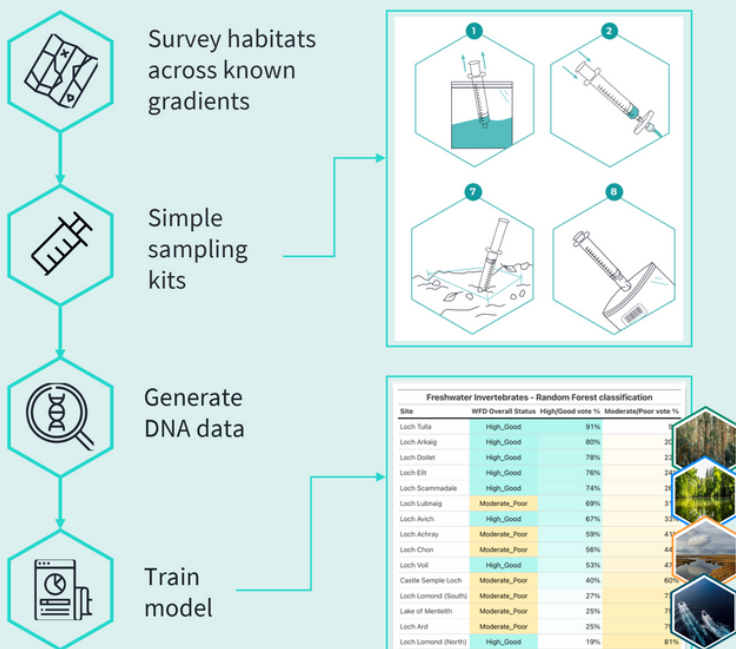 Survey habitats
across known
gradients
Simple
sampling
kits
Generate
DNA data
Train
model
1
2
7
8
Freshwater Invertebrates - Random Forest classification
Site WFD Overall Status High/Good vote % Moderate/Poor vote %
Loch Tulla High_Good 91%
Loch Arkaig High_Good 80%
Loch Doilet High_Good 78%
Loch Eilt High_Good 76%
Loch Scammadale High_Good 74%
Loch Lubnaig Moderate_Poor 69%
Loch Avich High_Good 67% 33%
Loch Achray Moderate_Poor 59%
Loch Chon Moderate_Poor 56%
Loch Voil High_Good 53%
Castle Semple Loch Moderate_Poor 40% 60%
Loch Lomond (South) Moderate_Poor 27%
Lake of Menteith Moderate_Poor 25%
Loch Ard Moderate_Poor 25%
Loch Lomond (North) High_Good 19% 81%